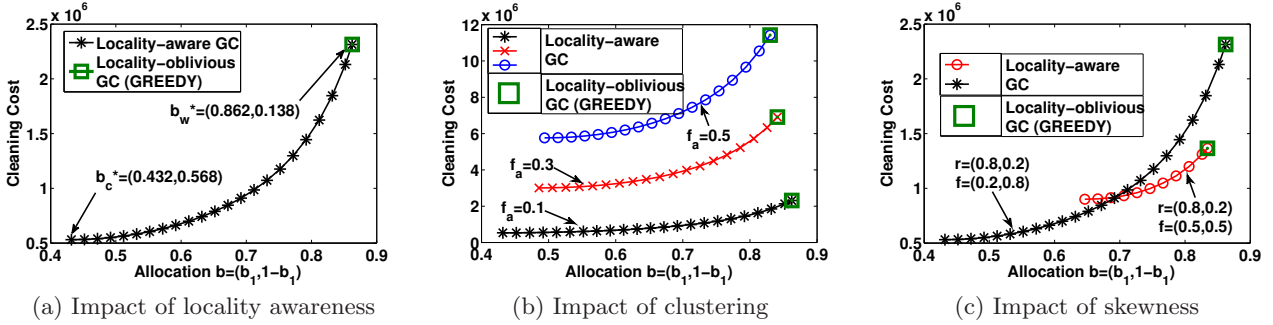 2.5 x 10^6
2
1.5
1
0.5
Cleaning Cost
0.4 0.5 0.6 0.7 0.8 0.9
Allocation b=(b_1,1−b_1)
Locality−aware GC
Locality−oblivious
GC (GREEDY)
b_w*=(0.862,0.138)
b_c*=(0.432,0.568)
(a) Impact of locality awareness
12 x 10^6
10
8
6
4
2
0
Cleaning Cost
0.4 0.5 0.6 0.7 0.8 0.9
Allocation b=(b_1,1−b_1)
Locality−aware
GC
Locality−oblivious
GC (GREEDY)
f_a=0.5
f_a=0.3
f_a=0.1
(b) Impact of clustering
2.5 x 10^6
2
1.5
1
0.5
Cleaning Cost
0.4 0.5 0.6 0.7 0.8 0.9
Allocation b=(b_1,1−b_1)
Locality−aware
GC
Locality−oblivious
GC (GREEDY)
r=(0.8,0.2)
f=(0.2,0.8)
r=(0.8,0.2)
f=(0.5,0.5)
(c) Impact of skewness